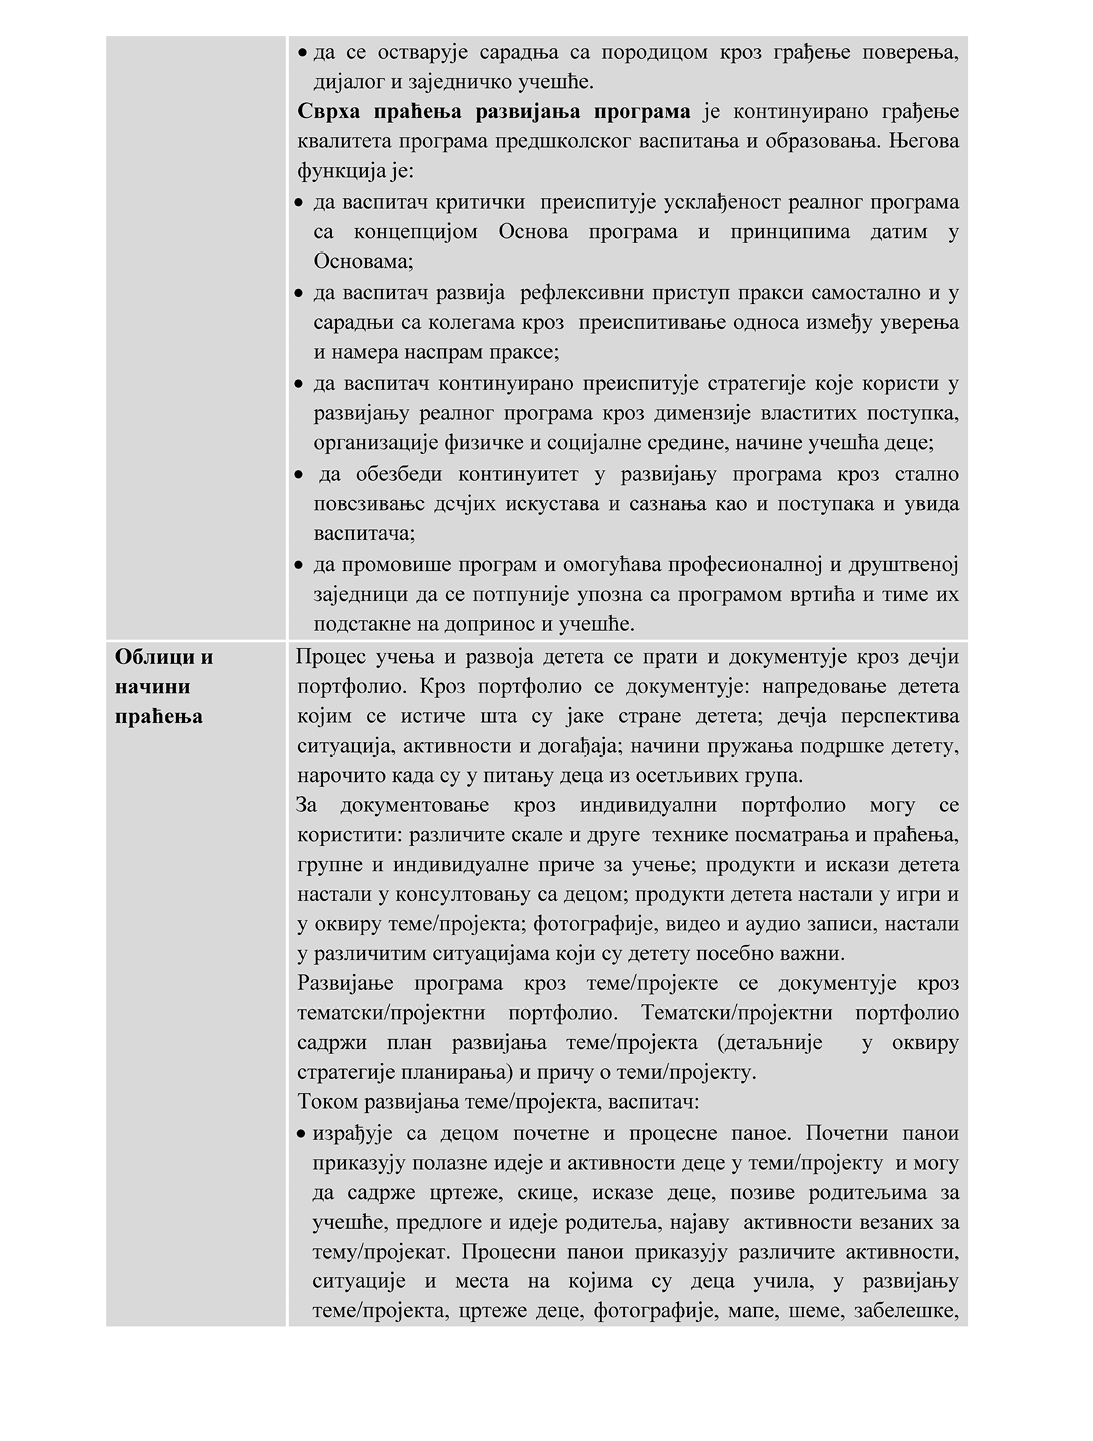 • да се остварује сарадња са породицом кроз грађење поверења,
дијалог и заједничко учешће.
Сврха праћења развијања програма је континуирано грађење
квалитета програма предшколског васпитања и образовања. Његова
функција је:
• да васпитач критички преиспитује усклађеност реалног програма
са концепцијом Основа програма и принципима датим у
Основама;
• да васпитач развија рефлексивни приступ пракси самостално и у
сарадњи са колегама кроз преиспитивање односа између уверења
и намера наспрам праксе;
• да васпитач континуирано преиспитује стратегије које користи у
развијању реалног програма кроз димензије властитих поступка,
организације физичке и социјалне средине, начине учешћа деце;
• да обезбеди континуитет у развијању програма кроз стално
повезивање дечјих искустава и сазнања као и поступака и увида
васпитача;
• да промовише програм и омогућава професионалној и друштвеној
заједници да се потпуније упозна са програмом вртића и тиме их
подстакне на допринос и учешће.
Облици и
начини
праћења
Процес учења и развоја детета се прати и документује кроз дечји
портфолио. Кроз портфолио се документује: напредовање детета
којим се истиче шта су јаке стране детета; дечја перспектива
ситуација, активности и догађаја; начини пружања подршке детету,
нарочито када су у питању деца из осетљивих група.
За документовање кроз индивидуални портфолио могу се
користити: различите скале и друге технике посматрања и праћења,
групне и индивидуалне приче за учење; продукти и искази детета
настали у консултовању са децом; продукти детета настали у игри и
у оквиру теме/пројекта; фотографије, видео и аудио записи, настали
у различитим ситуацијама који су детету посебно важни.
Развијање програма кроз теме/пројекте се документује кроз
тематски/пројектни портфолио. Тематски/пројектни портфолио
садржи план развијања теме/пројекта (детаљније у оквиру
стратегије планирања) и причу о теми/пројекту.
Током развијања теме/пројекта, васпитач:
• израђује са децом почетне и процесне паное. Почетни панои
приказују полазне идеје и активности деце у теми/пројекту и могу
да садрже цртеже, скице, исказе деце, позиве родитељима за
учешће, предлоге и идеје родитеља, најаву активности везаних за
тему/пројекат. Процесни панои приказују различите активности,
ситуације и места на којима су деца учила, у развијању
теме/пројекта, цртеже деце, фотографије, мапе, шеме, забелешке,